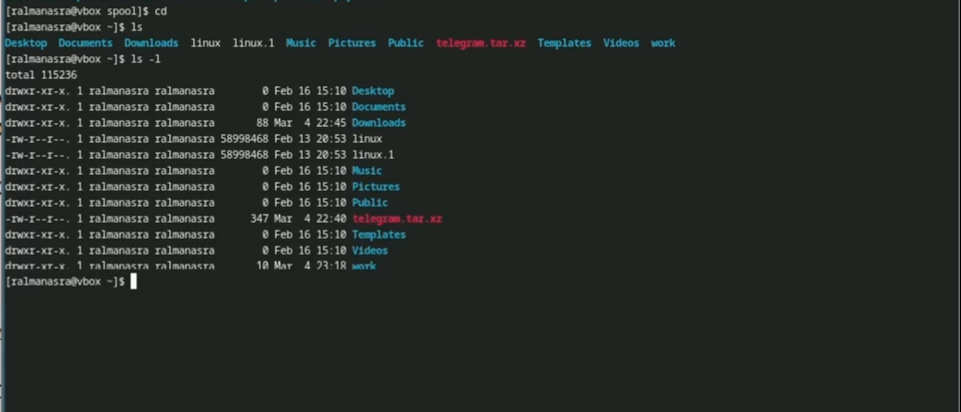 [ralmanasra@vbox spool]$ cd
[ralmanasra@vbox ~]$ ls
Desktop Documents Downloads linux linux.1 Music Pictures Public telegram.tar.xz Templates Videos work
[ralmanasra@vbox ~]$ ls -l
total 115236
drwxr-xr-x. 1 ralmanasra ralmanasra 0 Feb 16 15:10 Desktop
drwxr-xr-x. 1 ralmanasra ralmanasra 0 Feb 16 15:10 Documents
drwxr-xr-x. 1 ralmanasra ralmanasra 88 Mar 4 22:45 Downloads
-rw-r--r--. 1 ralmanasra ralmanasra 58998468 Feb 13 20:53 linux
-rw-r--r--. 1 ralmanasra ralmanasra 58998468 Feb 13 20:53 linux.1
drwxr-xr-x. 1 ralmanasra ralmanasra 0 Feb 16 15:10 Music
drwxr-xr-x. 1 ralmanasra ralmanasra 0 Feb 16 15:10 Pictures
drwxr-xr-x. 1 ralmanasra ralmanasra 0 Feb 16 15:10 Public
-rw-r--r--. 1 ralmanasra ralmanasra 347 Mar 4 22:40 telegram.tar.xz
drwxr-xr-x. 1 ralmanasra ralmanasra 0 Feb 16 15:10 Templates
drwxr-xr-x. 1 ralmanasra ralmanasra 0 Feb 16 15:10 Videos
drwxr-xr-x. 1 ralmanasra ralmanasra 10 Mar 4 23:18 work
[ralmanasra@vbox ~]$